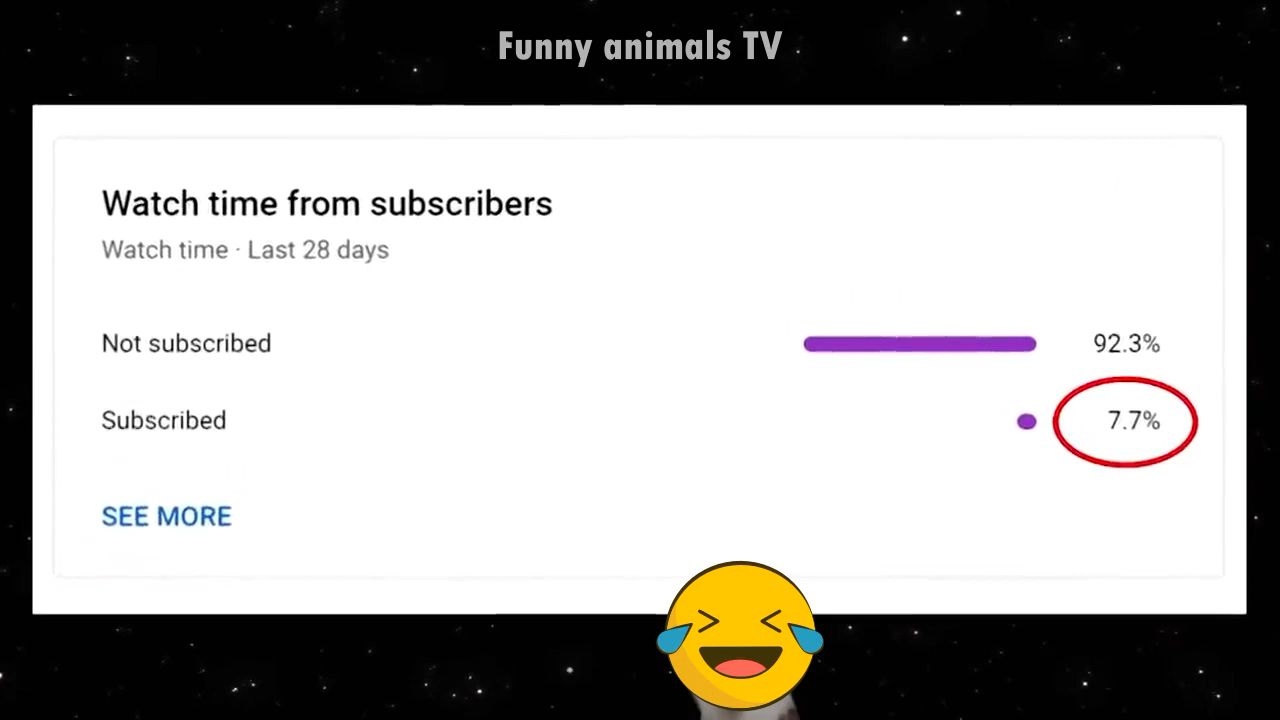 Funny animals TV
Watch time from subscribers
Watch time · Last 28 days
Not subscribed 92.3%
Subscribed 7.7%
SEE MORE